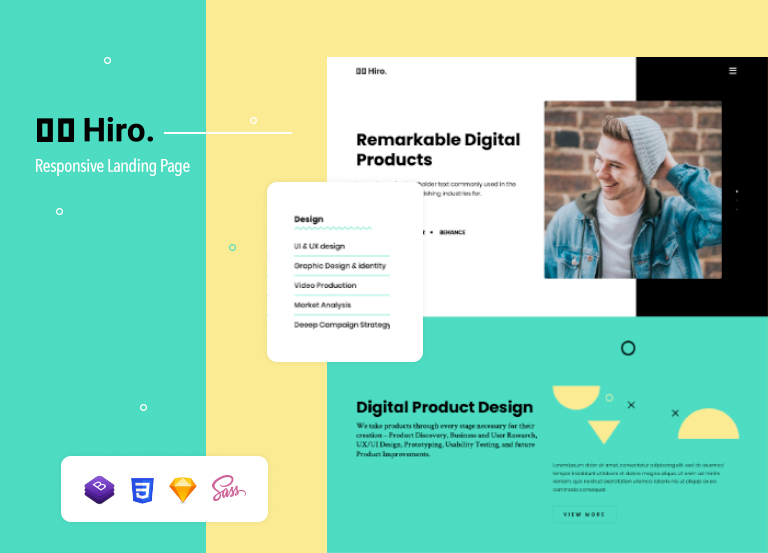 Hiro.
Responsive Landing Page
Hiro.
Remarkable Digital
Products
holder text commonly used in the
ishing industries for.
R • BEHANCE
Design
UI & UX design
Graphic Design & identity
Video Production
Market Analysis
Deeep Campaign Strategy
Digital Product Design
We take products through every stage necessary for their
creation – Product Discovery, Business and User Research,
UX/UI Design, Prototyping, Usability Testing, and future
Product Improvements.
Lorem ipsum dolor sit amet, consectetur adipiscing elit, sed do eiusmod
tempor incididunt ut labore et dolore magna aliqua. Ut enim ad minim
veniam, quis nostrud exercitation ullamco laboris nisi ut aliquip ex ea
commodo consequat.
VIEW MORE
B
3
Sass